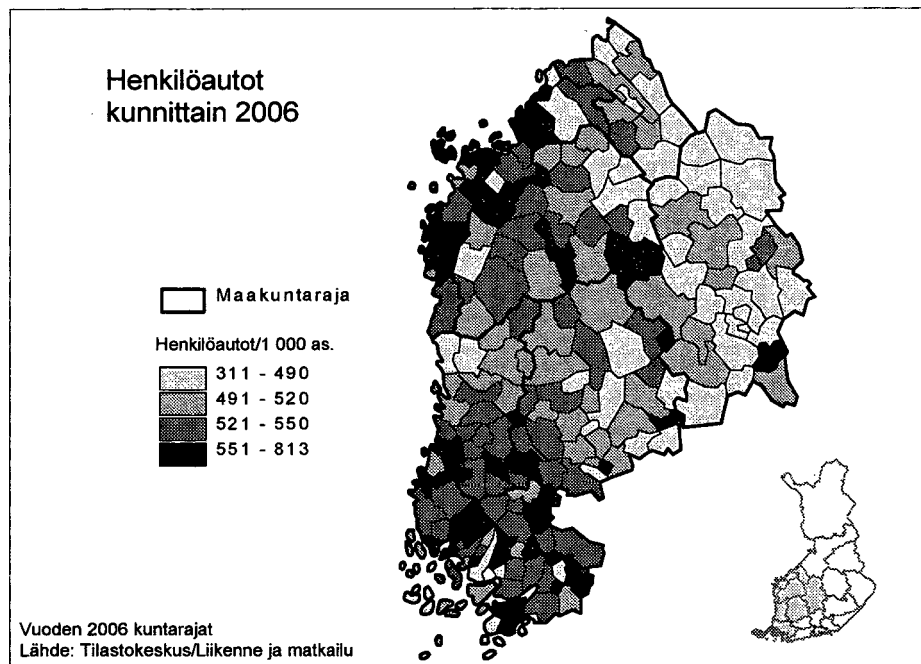 Henkilöautot
kunnittain 2006
Maakuntaraja
Henkilöautot/1 000 as.
311 - 490
491 - 520
521 - 550
551 - 813
Vuoden 2006 kuntarajat
Lähde: Tilastokeskus/Liikenne ja matkailu